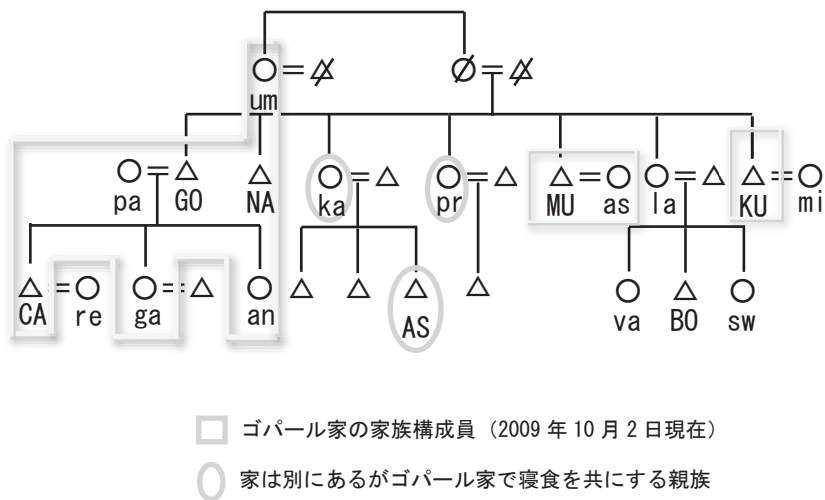 um
pa GO NA ka pr MU as la KU mi
CA re ga an AS va BO sw
ゴパール家の家族構成員（2009 年 10 月 2 日現在）
家は別にあるがゴパール家で寝食を共にする親族